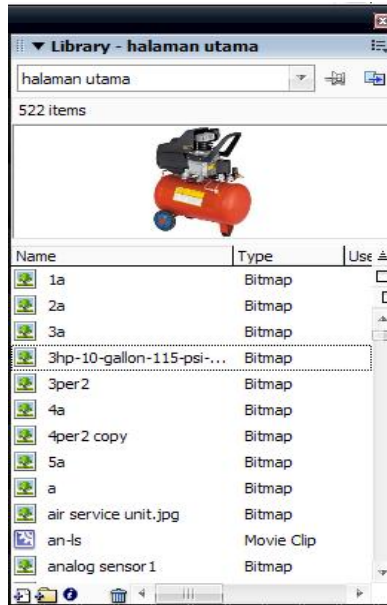 Library - halaman utama
halaman utama
522 items
Name Type Use
1a Bitmap
2a Bitmap
3a Bitmap
3hp-10-gallon-115-psi-... Bitmap
3per2 Bitmap
4a Bitmap
4per2 copy Bitmap
5a Bitmap
a Bitmap
air service unit.jpg Bitmap
an-ls Movie Clip
analog sensor1 Bitmap